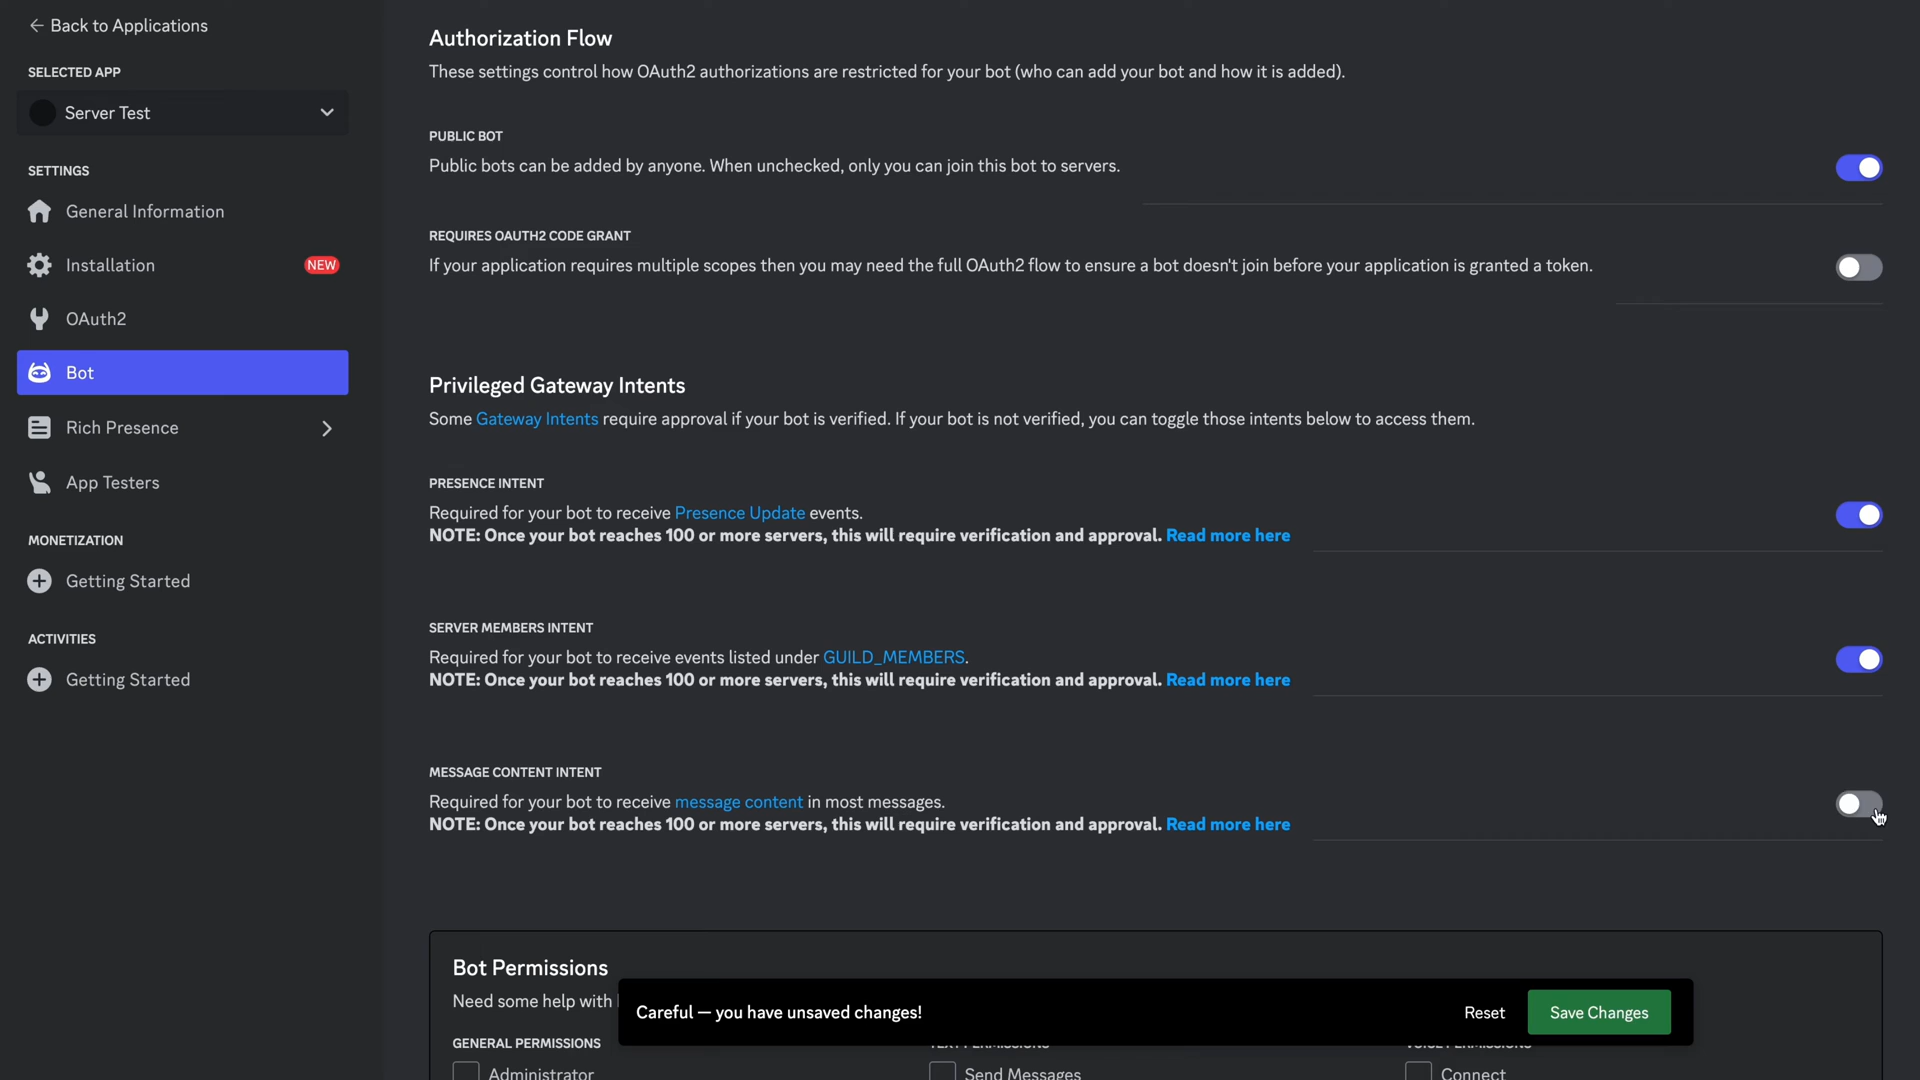 Back to Applications
SELECTED APP
Server Test
SETTINGS
General Information
Installation NEW
OAuth2
Bot
Rich Presence
App Testers
MONETIZATION
Getting Started
ACTIVITIES
Getting Started
Authorization Flow
These settings control how OAuth2 authorizations are restricted for your bot (who can add your bot and how it is added).
PUBLIC BOT
Public bots can be added by anyone. When unchecked, only you can join this bot to servers.
REQUIRES OAUTH2 CODE GRANT
If your application requires multiple scopes then you may need the full OAuth2 flow to ensure a bot doesn't join before your application is granted a token.
Privileged Gateway Intents
Some Gateway Intents require approval if your bot is verified. If your bot is not verified, you can toggle those intents below to access them.
PRESENCE INTENT
Required for your bot to receive Presence Update events.
NOTE: Once your bot reaches 100 or more servers, this will require verification and approval. Read more here
SERVER MEMBERS INTENT
Required for your bot to receive events listed under GUILD_MEMBERS.
NOTE: Once your bot reaches 100 or more servers, this will require verification and approval. Read more here
MESSAGE CONTENT INTENT
Required for your bot to receive message content in most messages.
NOTE: Once your bot reaches 100 or more servers, this will require verification and approval. Read more here
Bot Permissions
Need some help with
Careful — you have unsaved changes!
Reset
Save Changes
GENERAL PERMISSIONS
Administrator
Send Messages
Connect